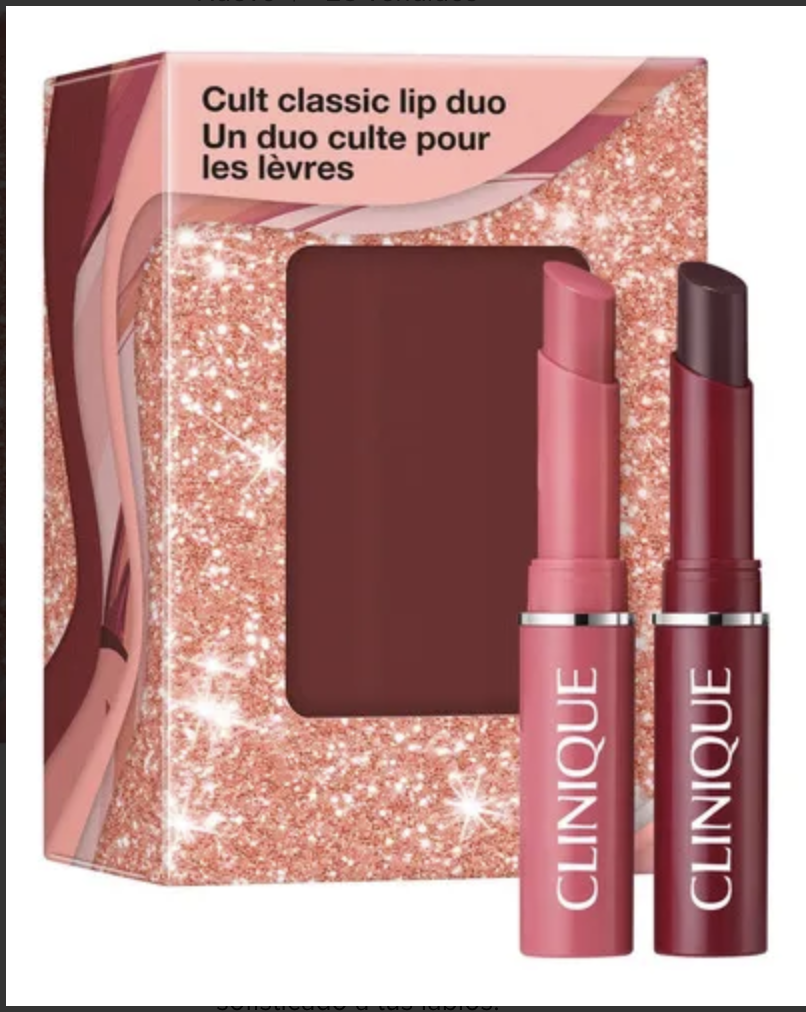 Cult classic lip duo
Un duo culte pour
les lèvres
CLINIQUE
CLINIQUE